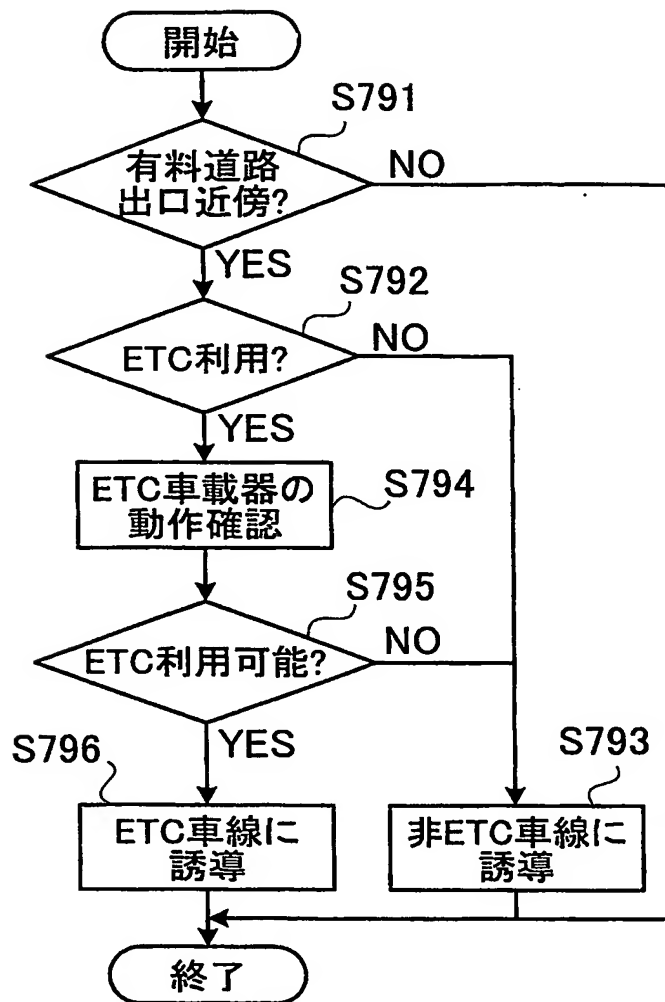 開始
S791
有料道路
出口近傍?
NO
YES
S792
ETC利用?
NO
YES
ETC車載器の
動作確認
S794
S795
ETC利用可能?
NO
YES
S796
S793
ETC車線に
誘導
非ETC車線に
誘導
終了